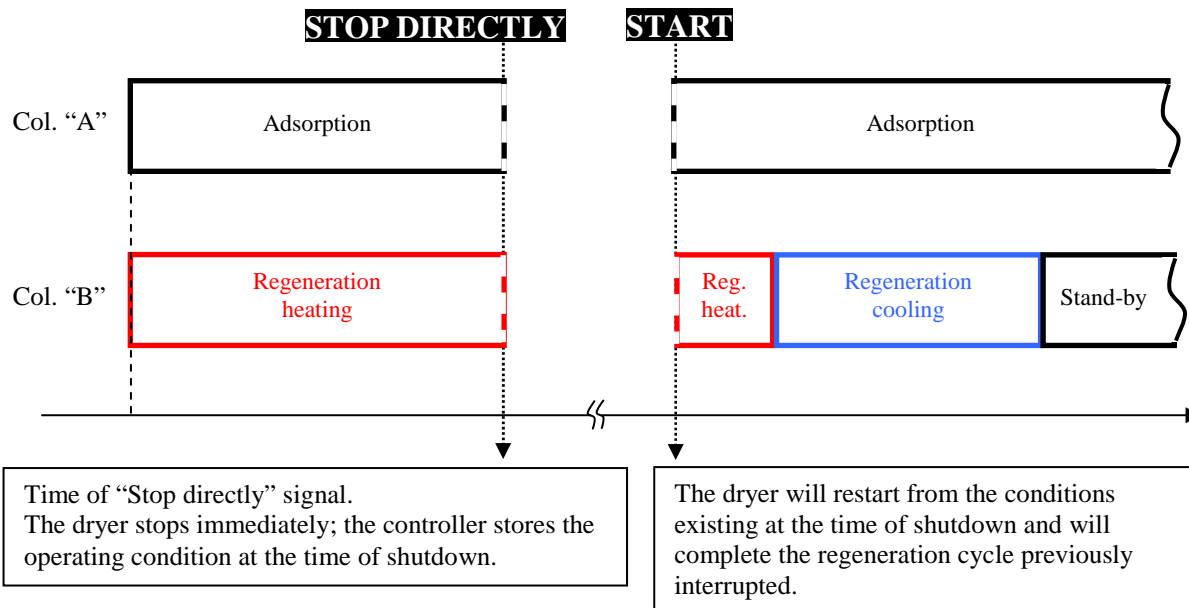 STOP DIRECTLY
START
Col. “A”
Adsorption
Adsorption
Col. “B”
Regeneration
heating
Reg.
heat.
Regeneration
cooling
Stand-by
Time of “Stop directly” signal.
The dryer stops immediately; the controller stores the
operating condition at the time of shutdown.
The dryer will restart from the conditions
existing at the time of shutdown and will
complete the regeneration cycle previously
interrupted.